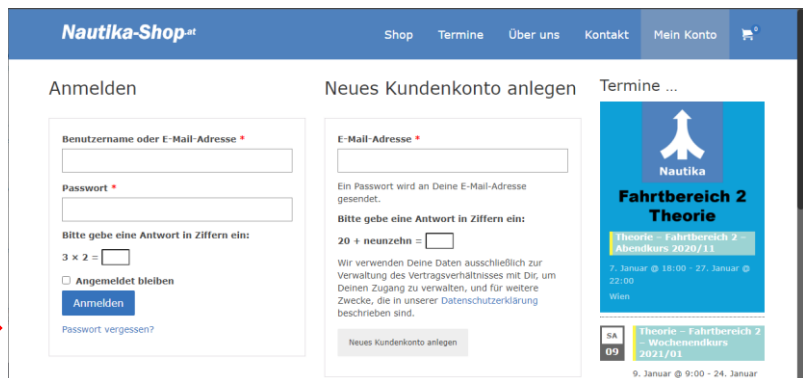 Nautika-Shop.at
Shop
Termine
Über uns
Kontakt
Mein Konto
0
Anmelden
Benutzername oder E-Mail-Adresse *
Passwort *
Bitte gebe eine Antwort in Ziffern ein:
3 × 2 =
Angemeldet bleiben
Anmelden
Passwort vergessen?
Neues Kundenkonto anlegen
E-Mail-Adresse *
Ein Passwort wird an Deine E-Mail-Adresse
gesendet.
Bitte gebe eine Antwort in Ziffern ein:
20 + neunzehn =
Wir verwenden Deine Daten ausschließlich zur
Verwaltung des Vertragsverhältnisses mit Dir, um
Deinen Zugang zu verwalten, und für weitere
Zwecke, die in unserer Datenschutzerklärung
beschrieben sind.
Neues Kundenkonto anlegen
Termine ...
Nautika
Fahrtbereich 2
Theorie
Theorie – Fahrtbereich 2 –
Abendkurs 2020/11
7. Januar @ 18:00 - 27. Januar @
22:00
Wien
SA
09
Theorie – Fahrtbereich 2
– Wochenendkurs
2021/01
9. Januar @ 9:00 - 24. Januar